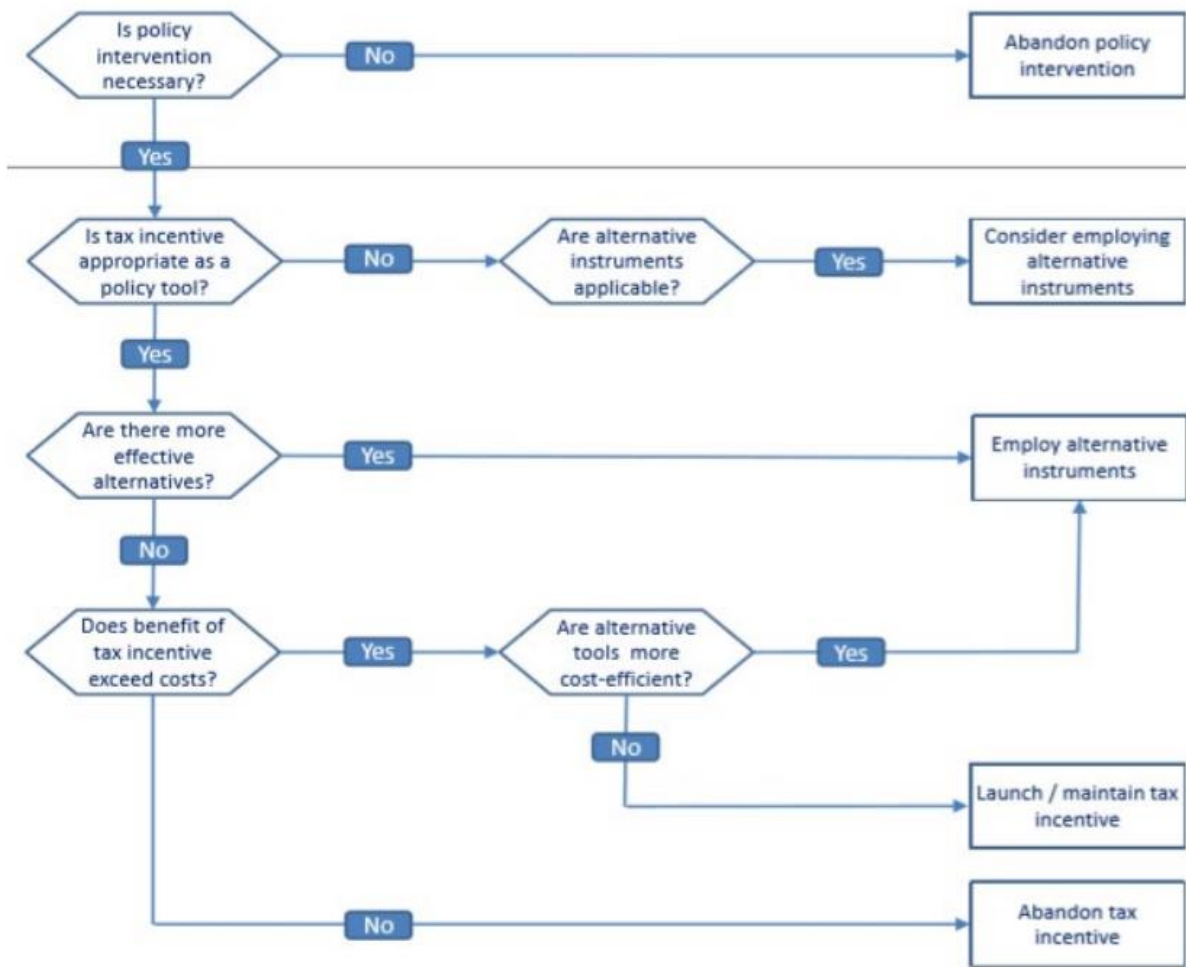 Is policy
intervention
necessary?
No
Abandon policy
intervention
Yes
Is tax incentive
appropriate as a
policy tool?
No
Are alternative
instruments
applicable?
Yes
Consider employing
alternative
instruments
Yes
Are there more
effective
alternatives?
Yes
Employ alternative
instruments
No
Does benefit of
tax incentive
exceed costs?
Yes
Are alternative
tools more
cost-efficient?
Yes
No
Launch / maintain tax
incentive
No
Abandon tax
incentive